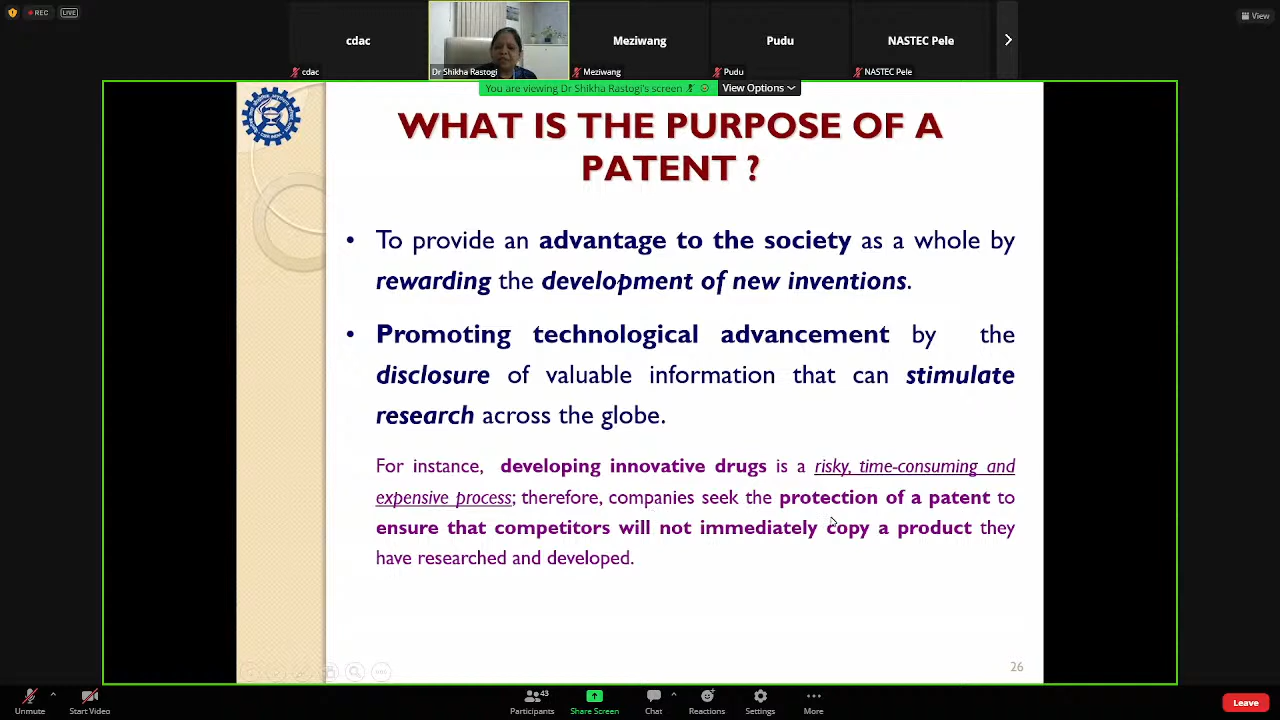 REC
LIVE
View
cdac
Meziwang
Pudu
NASTEC Pele
cdac
Dr Shikha Rastogi
Meziwang
Pudu
NASTEC Pele
You are viewing Dr Shikha Rastogi's screen
View Options
WHAT IS THE PURPOSE OF A
PATENT ?
• To provide an advantage to the society as a whole by
rewarding the development of new inventions.
• Promoting technological advancement by the
disclosure of valuable information that can stimulate
research across the globe.
For instance, developing innovative drugs is a risky, time-consuming and
expensive process; therefore, companies seek the protection of a patent to
ensure that competitors will not immediately copy a product they
have researched and developed.
26
Unmute
Start Video
Participants
43
Share Screen
Chat
Reactions
Settings
More
Leave